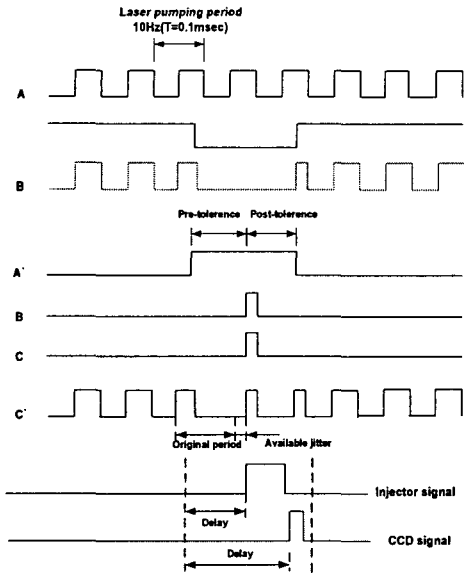 Laser pumping period
10Hz(T=0.1msec)
A
B
Pre-tolerence Post-tolerence
A`
B
C
C`
Original period Available jitter
Injector signal
Delay
CCD signal
Delay